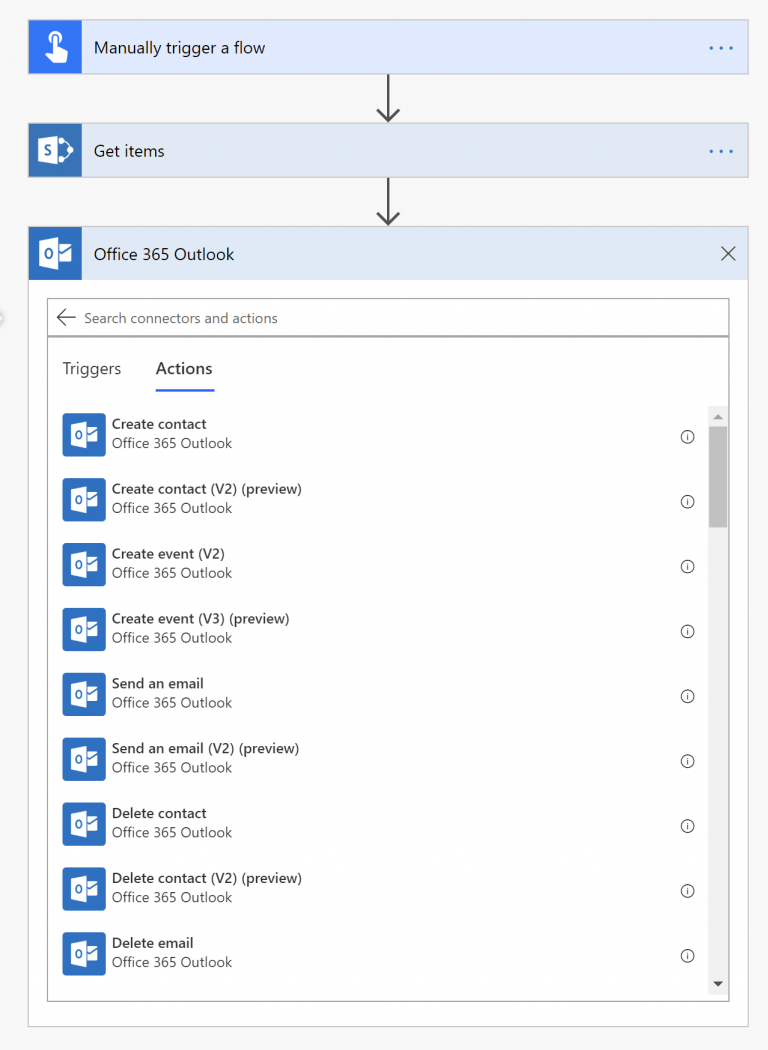 Manually trigger a flow
S
Get items
O
Office 365 Outlook
Search connectors and actions
Triggers
Actions
O
Create contact
Office 365 Outlook
O
Create contact (V2) (preview)
Office 365 Outlook
O
Create event (V2)
Office 365 Outlook
O
Create event (V3) (preview)
Office 365 Outlook
O
Send an email
Office 365 Outlook
O
Send an email (V2) (preview)
Office 365 Outlook
O
Delete contact
Office 365 Outlook
O
Delete contact (V2) (preview)
Office 365 Outlook
O
Delete email
Office 365 Outlook